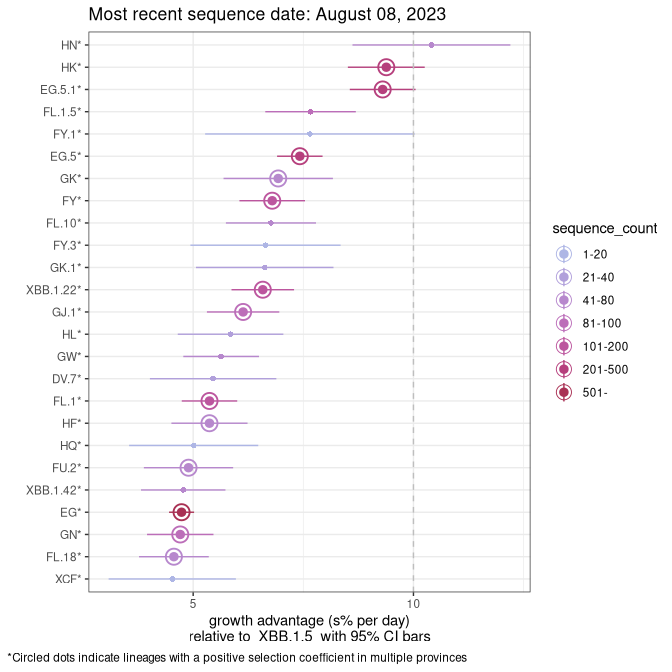 Most recent sequence date: August 08, 2023
HN*
HK*
EG.5.1*
FL.1.5*
FY.1*
EG.5*
GK*
FY*
FL.10*
FY.3*
GK.1*
XBB.1.22*
GJ.1*
HL*
GW*
DV.7*
FL.1*
HF*
HQ*
FU.2*
XBB.1.42*
EG*
GN*
FL.18*
XCF*
5
10
growth advantage (s% per day)
relative to XBB.1.5 with 95% CI bars
sequence_count
1-20
21-40
41-80
81-100
101-200
201-500
501-
*Circled dots indicate lineages with a positive selection coefficient in multiple provinces